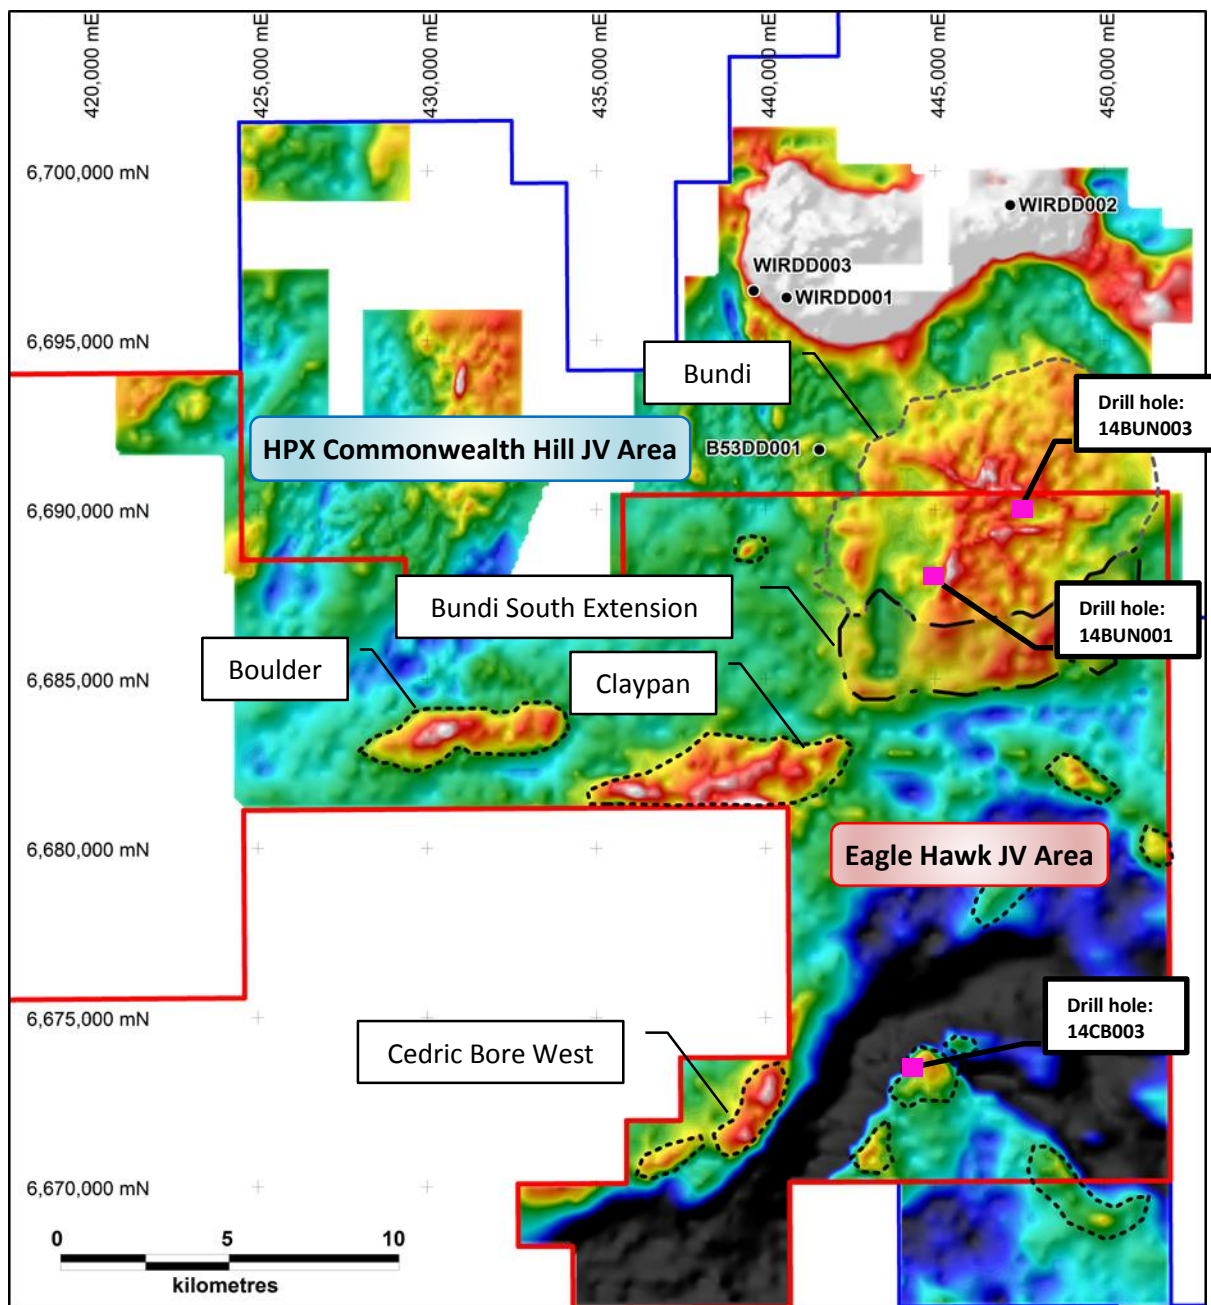 420,000 mE
425,000 mE
430,000 mE
435,000 mE
440,000 mE
445,000 mE
450,000 mE
6,700,000 mN
WIRDD002
WIRDD003
WIRDD001
6,695,000 mN
Bundi
Drill hole:
14BUN003
HPX Commonwealth Hill JV Area
B53DD001
6,690,000 mN
Bundi South Extension
Drill hole:
14BUN001
Boulder
Claypan
6,685,000 mN
6,680,000 mN
Eagle Hawk JV Area
6,675,000 mN
Drill hole:
14CB003
Cedric Bore West
6,670,000 mN
0
5
10
kilometres